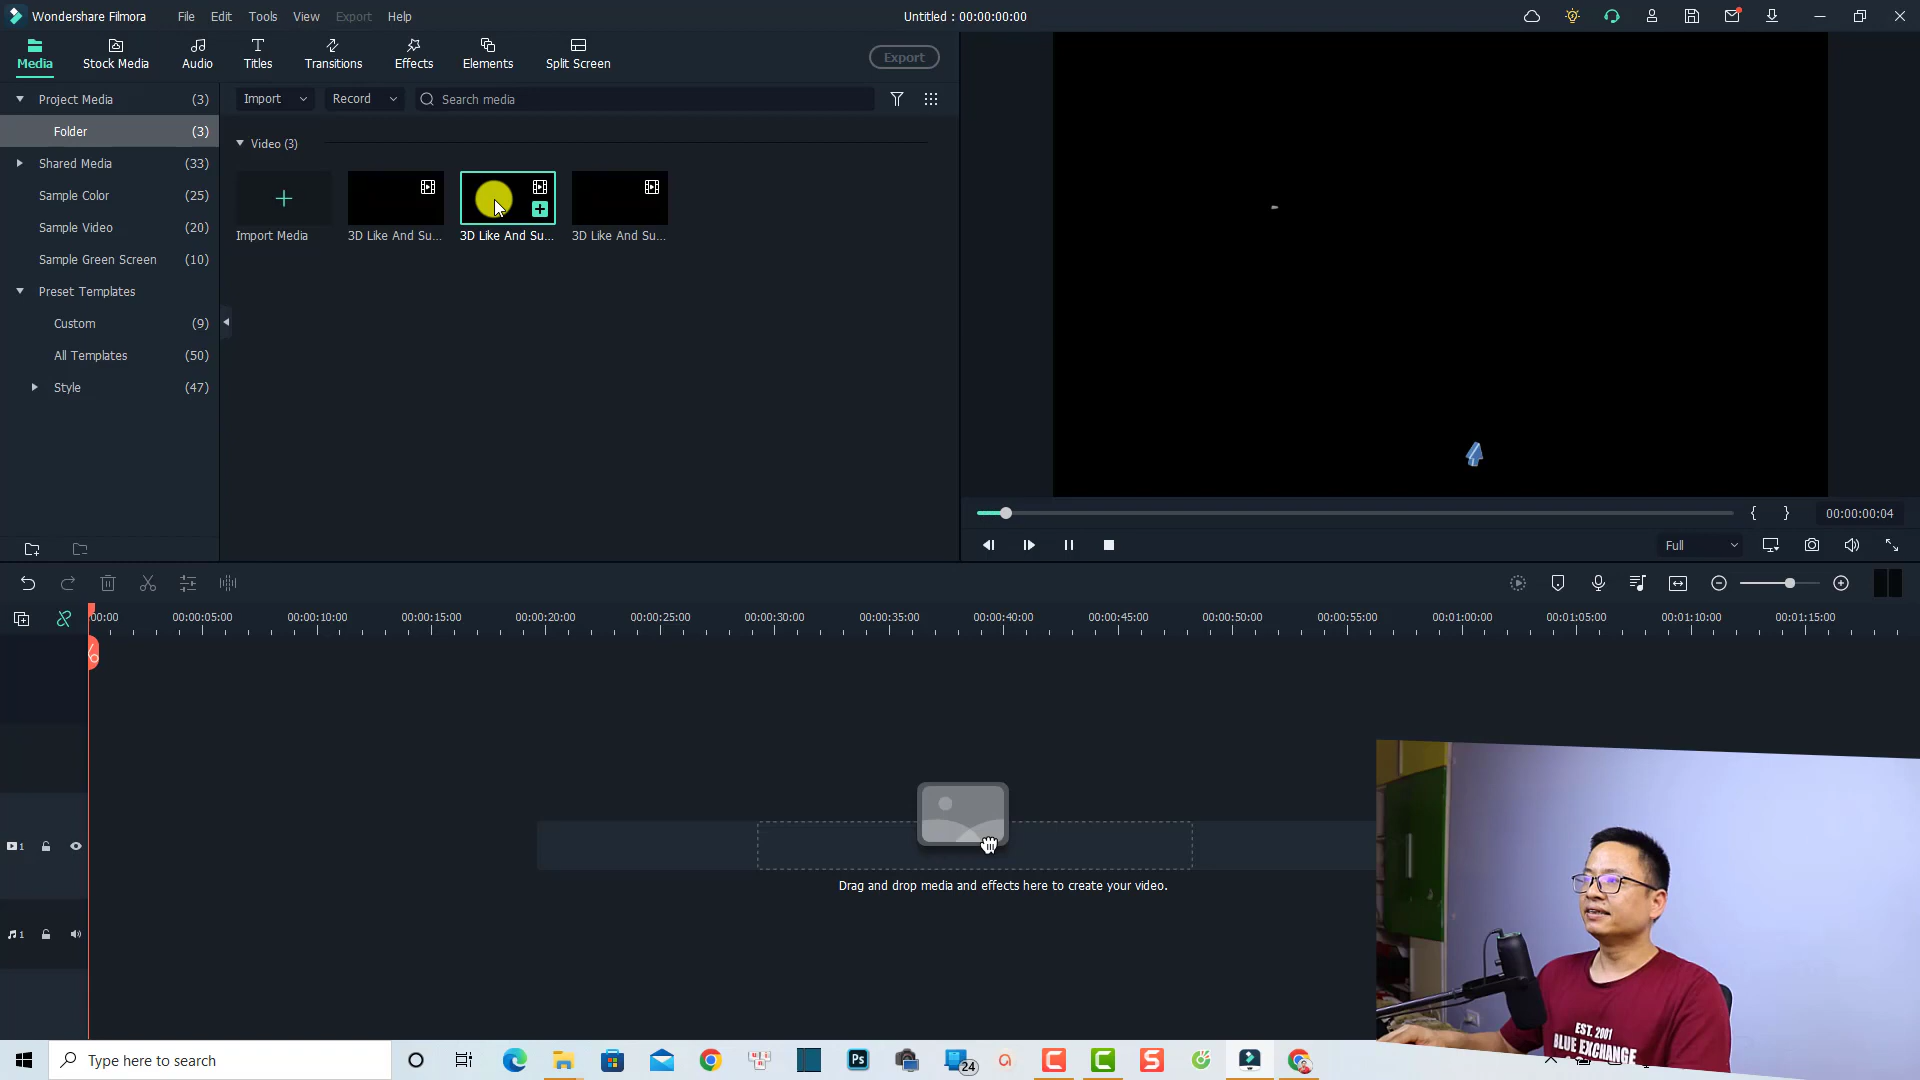 Wondershare Filmora File Edit Tools View Export Help Untitled : 00:00:00:00
Media Stock Media Audio Titles Transitions Effects Elements Split Screen Export
Project Media (3)
Folder (3)
Shared Media (33)
Sample Color (25)
Sample Video (20)
Sample Green Screen (10)
Preset Templates
Custom (9)
All Templates (50)
Style (47)
Import Record Search media
Video (3)
Import Media 3D Like And Su... 3D Like And Su... 3D Like And Su...
{ } 00:00:00:04
Full
00:00 00:00:05:00 00:00:10:00 00:00:15:00 00:00:20:00 00:00:25:00 00:00:30:00 00:00:35:00 00:00:40:00 00:00:45:00 00:00:50:00 00:00:55:00 00:01:00:00 00:01:05:00 00:01:10:00 00:01:15:00
1
Drag and drop media and effects here to create your video.
1
EST. 2001
BLUE EXCHANGE
Type here to search
Ps
24
C
C
S